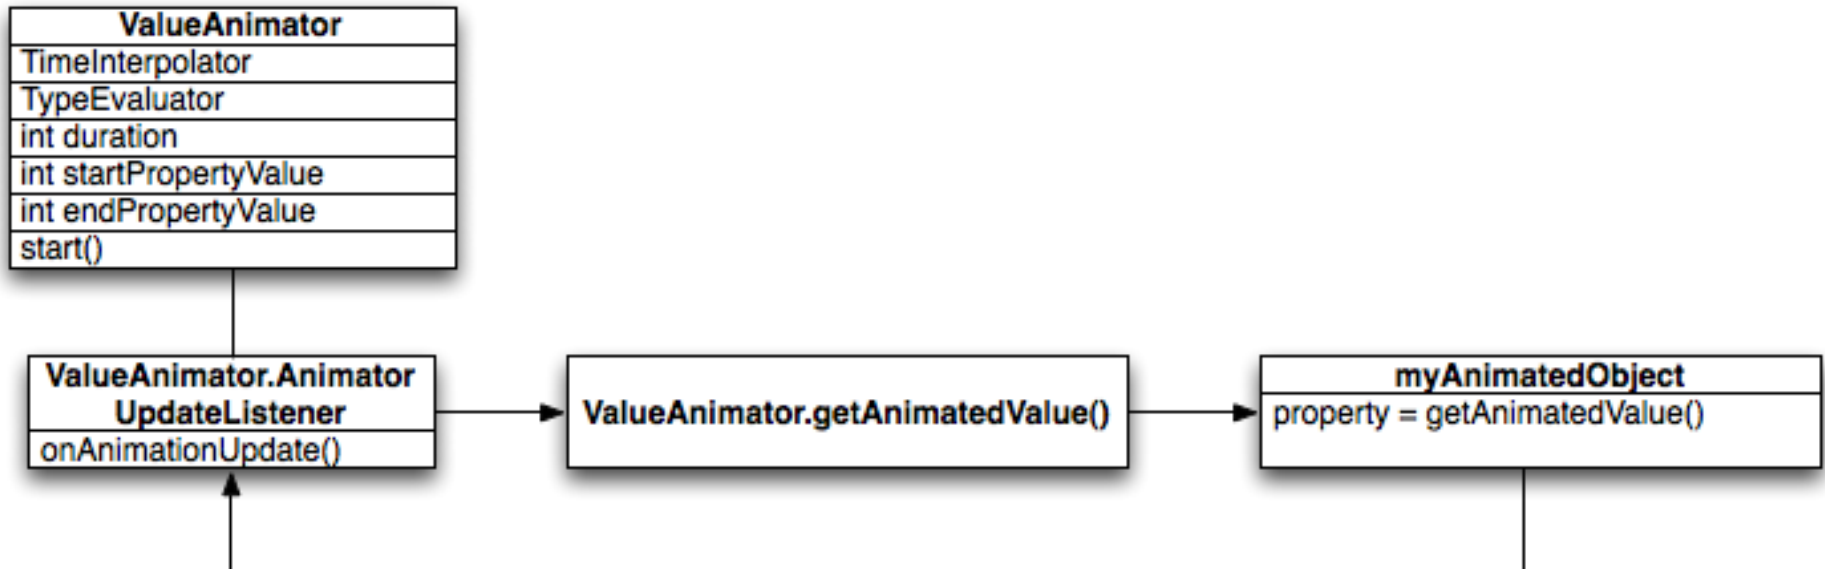 ValueAnimator
TimeInterpolator
TypeEvaluator
int duration
int startPropertyValue
int endPropertyValue
start()
ValueAnimator.Animator
UpdateListener
onAnimationUpdate()
ValueAnimator.getAnimatedValue()
myAnimatedObject
property = getAnimatedValue()